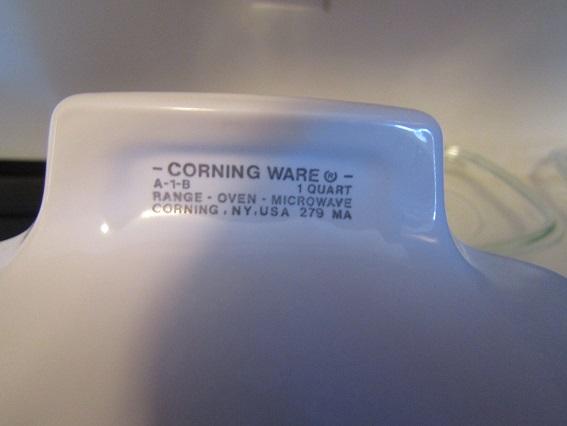 - CORNING WARE ® -
A-1-B 1 QUART
RANGE - OVEN - MICROWAVE
CORNING, NY, USA 279 MA